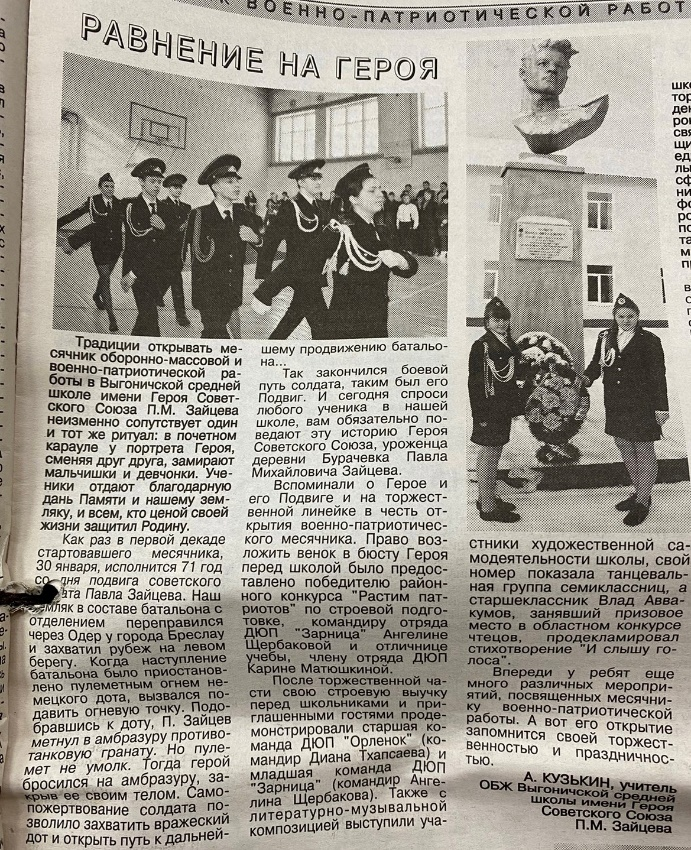 ВОЕННО-ПАТРИОТИЧЕСКОЙ РАБОТ
РАВНЕНИЕ НА ГЕРОЯ
Традиции открывать ме-
сячник оборонно-массовой и
военно-патриотической ра-
боты в Выгоничской средней
школе имени Героя Совет-
ского Союза П.М. Зайцева
неизменно сопутствует один
и тот же ритуал: в почетном
карауле у портрета Героя,
сменяя друг друга, замирают
мальчишки и девчонки. Уче-
ники отдают благодарную
дань Памяти и нашему зем-
ляку, и всем, кто ценой своей
жизни защитил Родину.
Как раз в первой декаде
стартовавшего месячника,
30 января, исполнится 71 год
со дня подвига советского
Павла Зайцева. Наш
земляк в составе батальона с
отделением переправился
через Одер у города Бреслау
и захватил рубеж на левом
берегу. Когда наступление
батальона было приостанов-
лено пулеметным огнем не-
мецкого дота, вызвался по-
давить огневую точку. Подо-
бравшись к доту, П. Зайцев
метнул в амбразуру противо-
танковую гранату. Но пуле-
мет не умолк. Тогда герой
бросился на амбразуру, за-
крыв ее своим телом. Само-
пожертвование солдата по-
зволило захватить вражеский
дот и открыть путь к дальней-
шему продвижению батальо-
на...
Так закончился боевой
путь солдата, таким был его
Подвиг. И сегодня спроси
любого ученика в нашей
школе, вам обязательно по-
ведают эту историю Героя
Советского Союза, уроженца
деревни Бурачевка Павла
Михайловича Зайцева.
Вспоминали о Герое и
его Подвиге и на торжествен-
ной линейке в честь от-
крытия военно-патриотичес-
кого месячника. Право воз-
ложить венок в бюсту Героя
перед школой было предо-
ставлено победителю район-
ного конкурса "Растим пат-
риотов" по строевой подго-
товке, командиру отряда
ДЮП "Зарница" Ангелине
Щербаковой и отличнице
учебы, члену отряда ДЮП
Карине Матюшкиной.
После торжественной ча-
сти свою строевую выучку
перед школьниками и при-
глашенными гостями проде-
монстрировали старшая ко-
манда ДЮП "Орленок" (ко-
мандир Диана Тхапсаева) и
младшая команда ДЮП
"Зарница" (командир Анге-
лина Щербакова). Также с
литературно-музыкальной
композицией выступили уча-
стники художественной са-
модеятельности школы, свой
номер показала танцеваль-
ная группа семиклассниц, а
старшеклассник Влад Авва-
кумов, занявший призовое
место в областном конкурсе
чтецов, продекламировал
стихотворение "И слышу го-
лоса".
Впереди у ребят еще
много различных меропри-
ятий, посвященных месячни-
ку военно-патриотической
работы. А вот его открытие
запомнится своей торжест-
венностью и праздничнос-
тью.
А. КУЗЬКИН, учитель
ОБЖ Выгоничской средней
школы имени Героя
Советского Союза
П.М. Зайцева